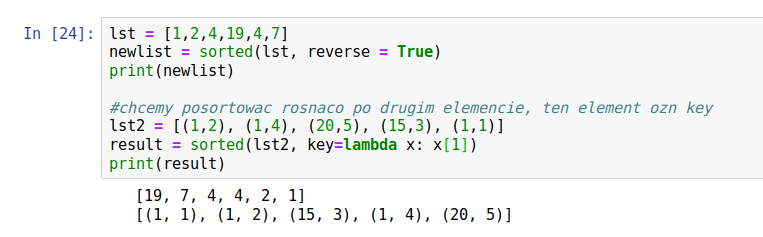 In [24]: lst = [1,2,4,19,4,7]
newlist = sorted(lst, reverse = True)
print(newlist)
#chcemy posortowac rosnaco po drugim elemencie, ten element ozn key
lst2 = [(1,2), (1,4), (20,5), (15,3), (1,1)]
result = sorted(lst2, key=lambda x: x[1])
print(result)
[19, 7, 4, 4, 2, 1]
[(1, 1), (1, 2), (15, 3), (1, 4), (20, 5)]